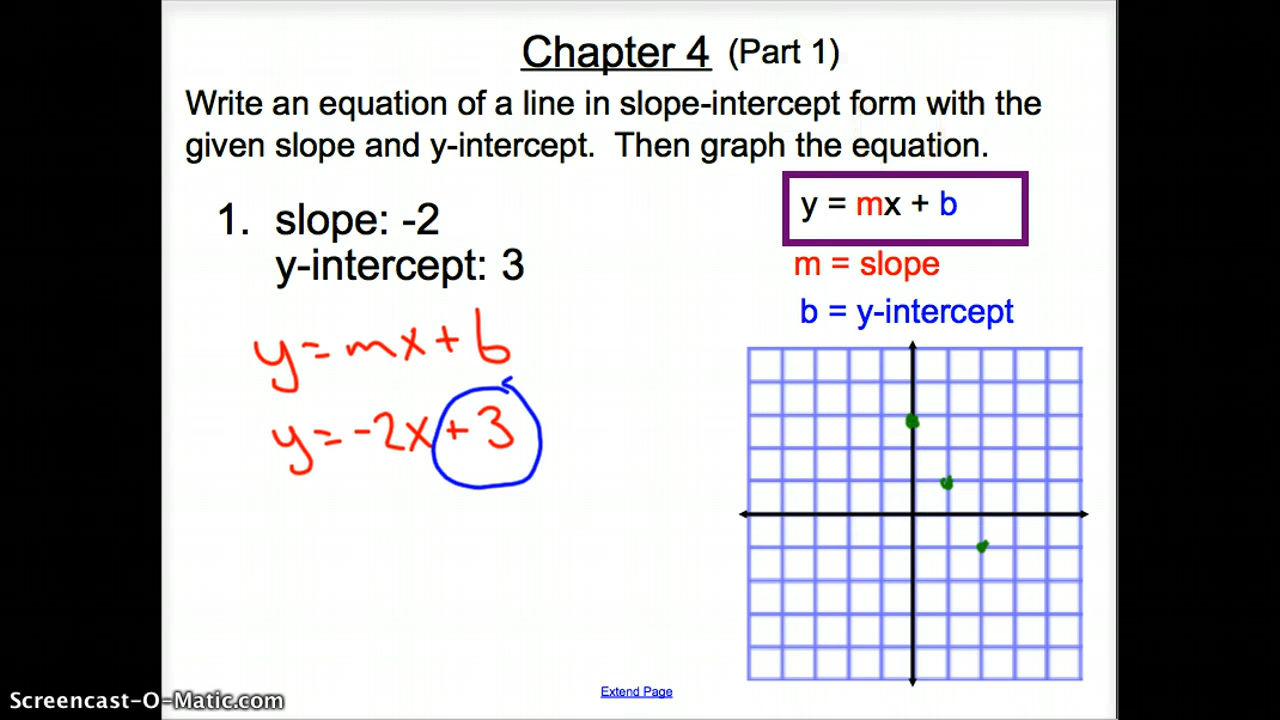 Chapter 4 (Part 1)
Write an equation of a line in slope-intercept form with the
given slope and y-intercept. Then graph the equation.
1. slope: -2
y-intercept: 3
y = mx + b
m = slope
b = y-intercept
y = mx + b
y = -2x + 3
Extend Page
Screencast-O-Matic.com